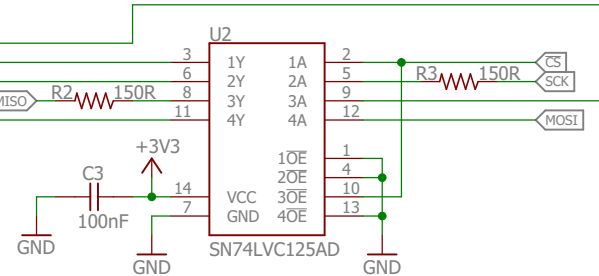 U2
3 1Y 1A 2 CS
6 2Y 2A 5 R3 150R SCK
MISO R2 150R 8 3Y 3A 9
11 4Y 4A 12 MOSI
+3V3
1OE 1
2OE 4
C3 14 VCC 3OE 10
100nF 7 GND 4OE 13
GND GND SN74LVC125AD GND